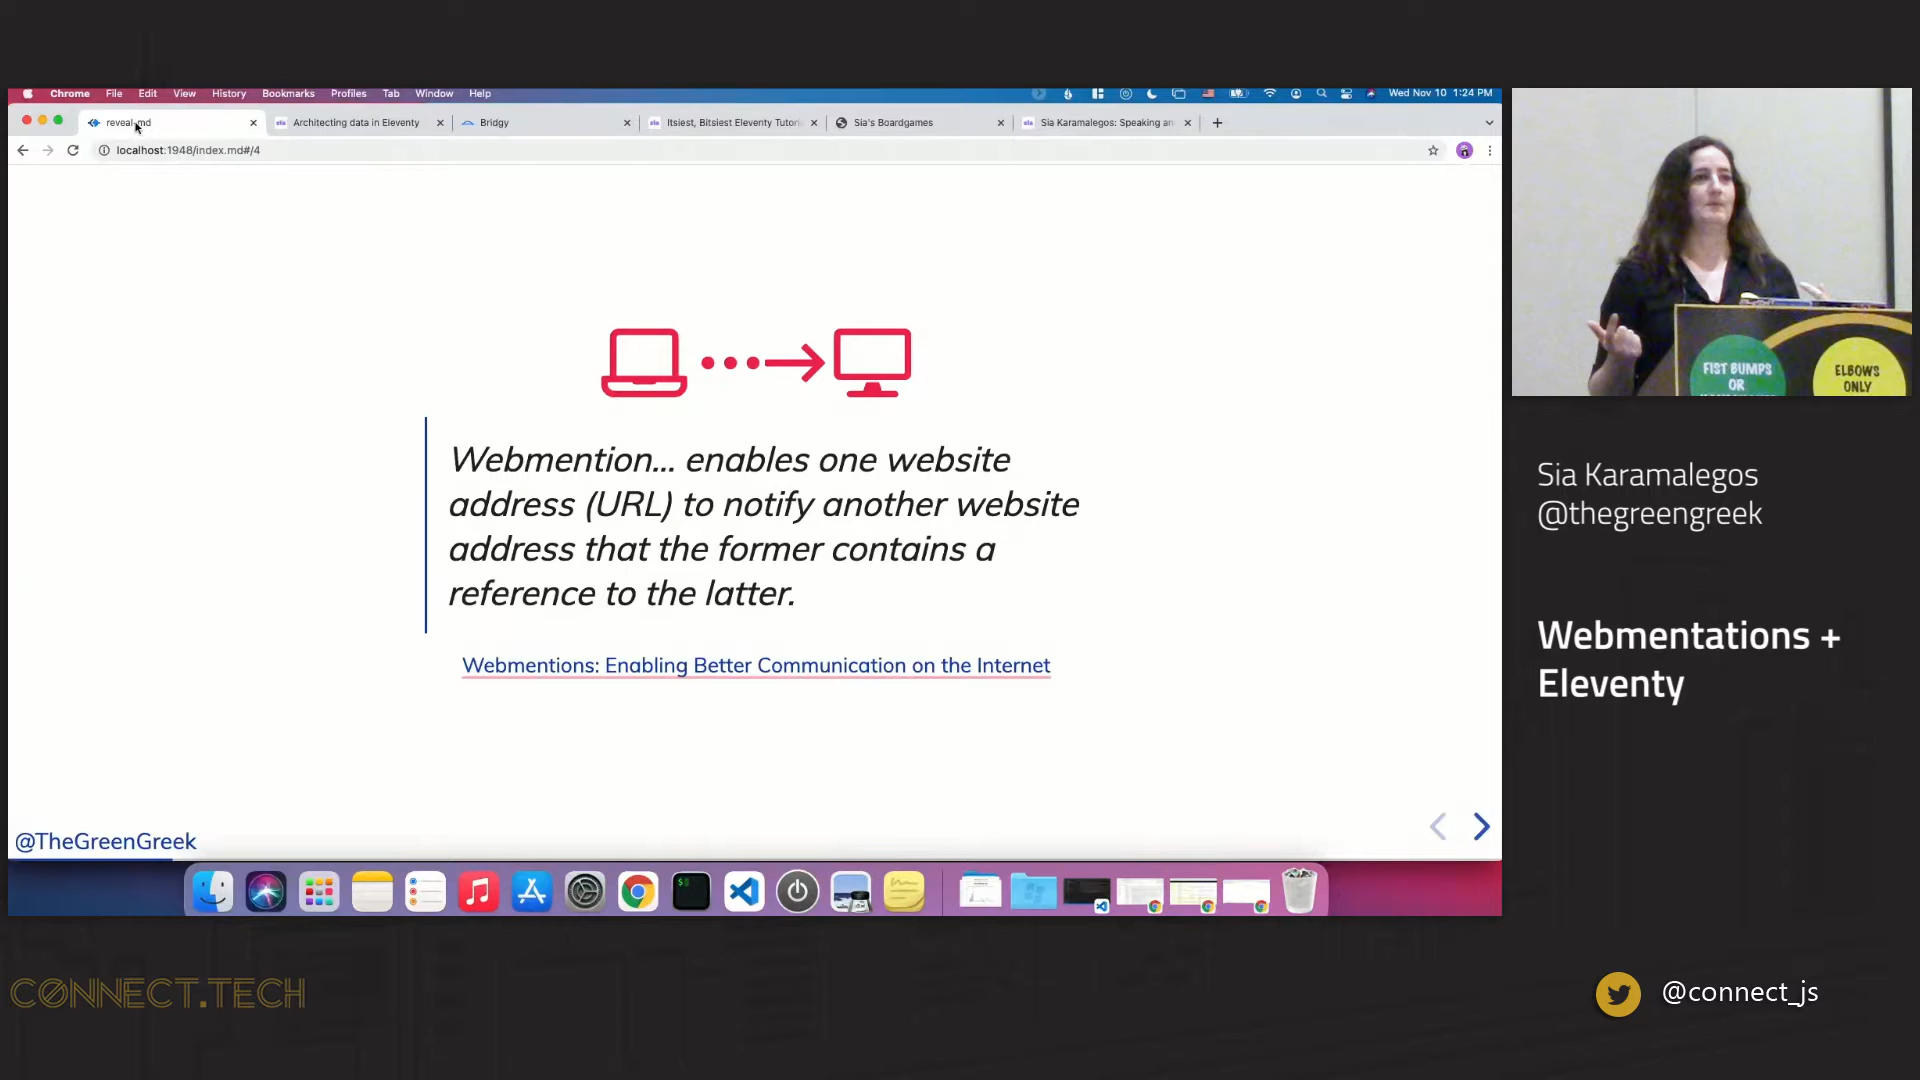 Chrome File Edit View History Bookmarks Profiles Tab Window Help
Wed Nov 10 1:24 PM
reveal-md
Architecting data in Eleventy
Bridgy
Itsiest, Bitsiest Eleventy Tutori
Sia's Boardgames
Sia Karamalegos: Speaking an
localhost:1948/index.md#/4
Webmention... enables one website
address (URL) to notify another website
address that the former contains a
reference to the latter.
Webmentions: Enabling Better Communication on the Internet
@TheGreenGreek
FIST BUMPS
OR
ELBOWS
ONLY
Sia Karamalegos
@thegreengreek
Webmentations +
Eleventy
CONNECT.TECH
@connect_js